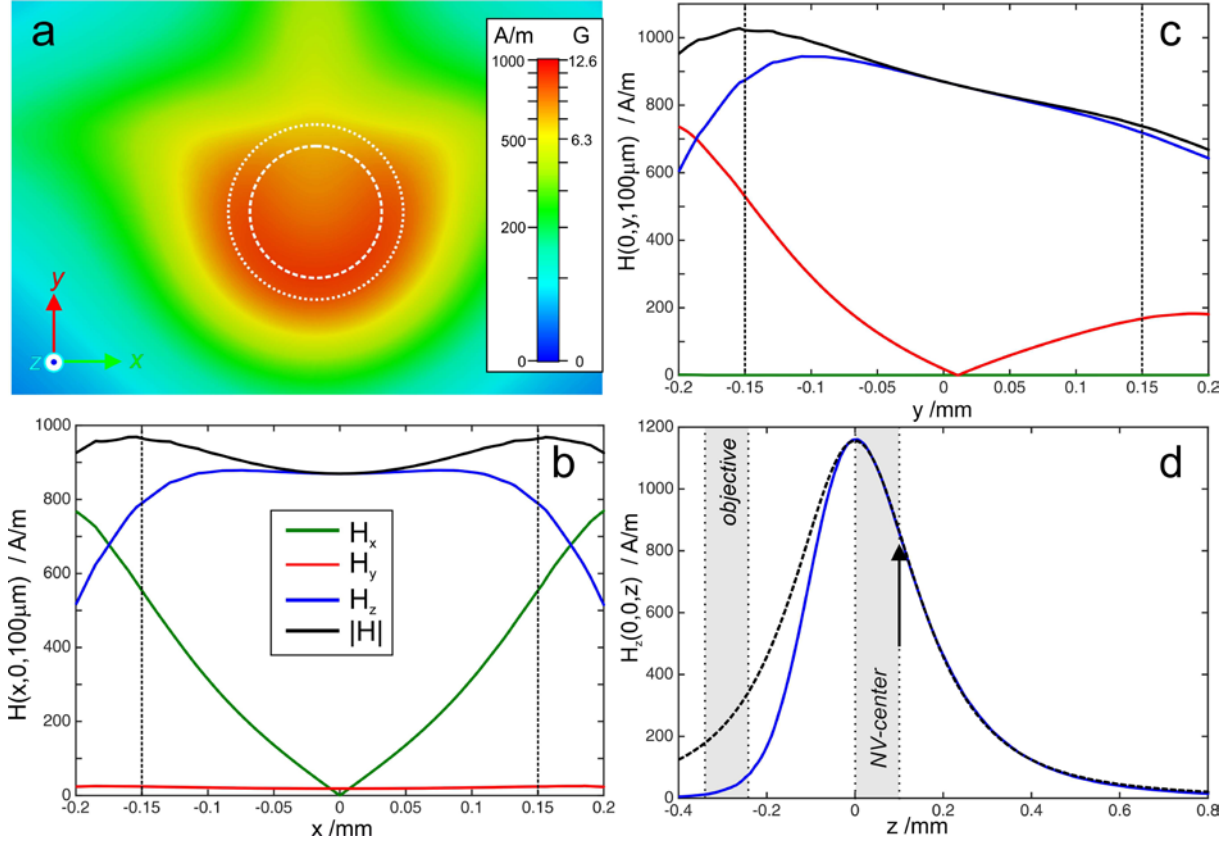 a
A/m G
1000 12.6
500 6.3
200
0 0
y
z x
c
H(0,y,100µm) / A/m
1000
800
600
400
200
0
-0.2 -0.15 -0.1 -0.05 0 0.05 0.1 0.15 0.2
y /mm
b
H(x,0,100µm) / A/m
1000
800
600
400
200
0
Hx
Hy
Hz
|H|
-0.2 -0.15 -0.1 -0.05 0 0.05 0.1 0.15 0.2
x /mm
d
Hz(0,0,z) / A/m
1200
1000
800
600
400
200
0
objective
NV-center
-0.4 -0.2 0 0.2 0.4 0.6 0.8
z /mm